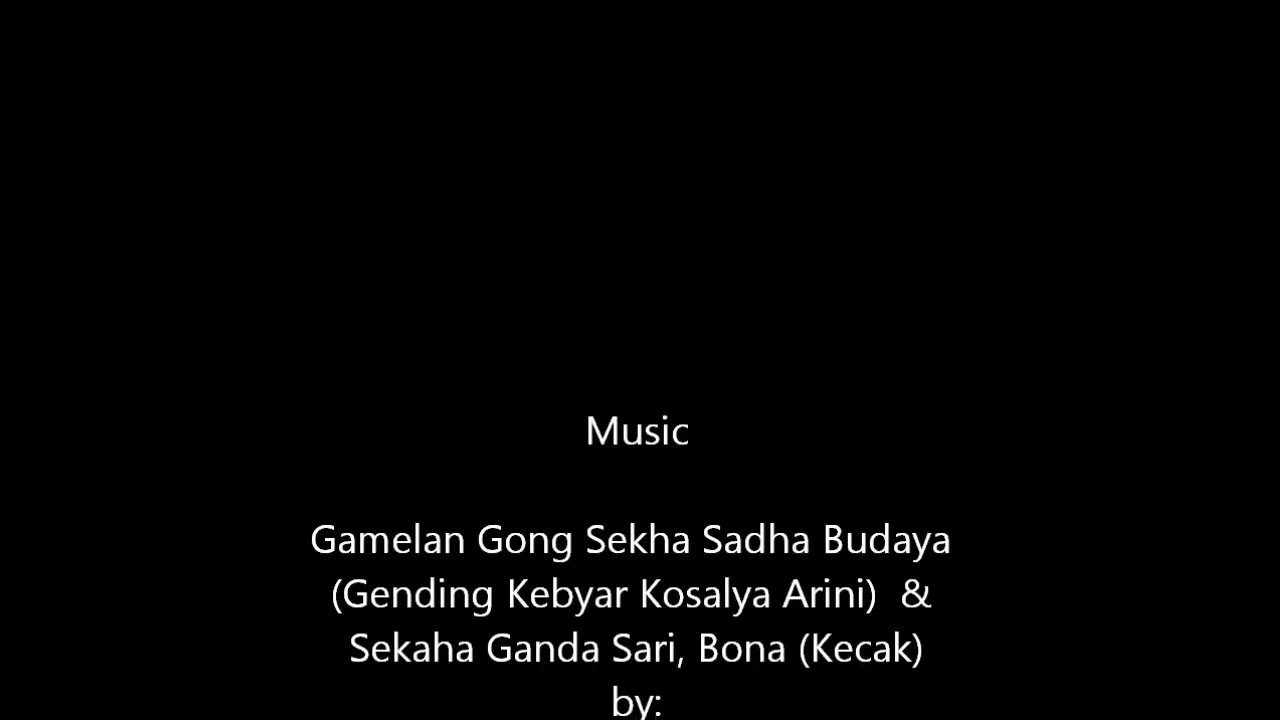 Music
Gamelan Gong Sekha Sadha Budaya
(Gending Kebyar Kosalya Arini) &
Sekaha Ganda Sari, Bona (Kecak)
by: